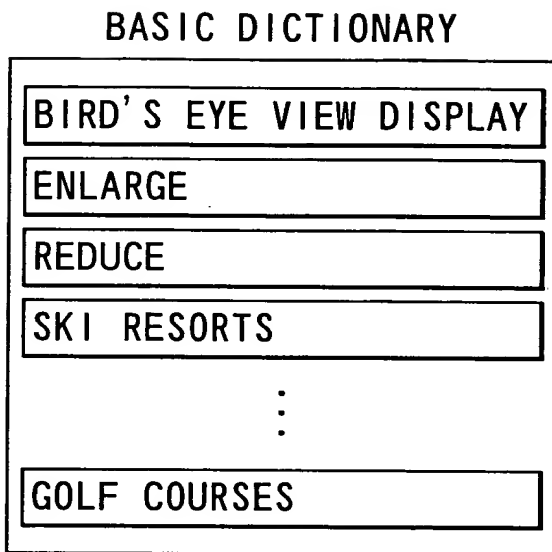 BASIC DICTIONARY
BIRD'S EYE VIEW DISPLAY
ENLARGE
REDUCE
SKI RESORTS
⋮
GOLF COURSES